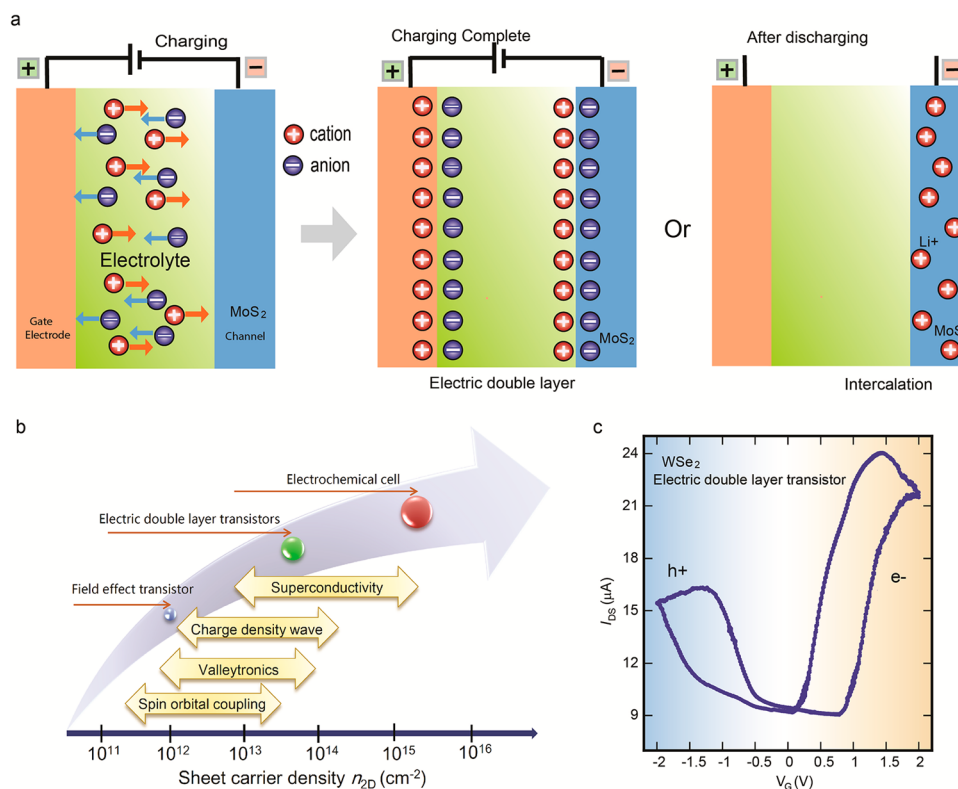 a
Charging
+
−
cation
anion
Electrolyte
Gate
Electrode
MoS2
Channel
Charging Complete
+
−
MoS2
Electric double layer
Or
After discharging
+
−
Li+
MoS
Intercalation
b
Electrochemical cell
Electric double layer transistors
Field effect transistor
Superconductivity
Charge density wave
Valleytronics
Spin orbital coupling
10^11 10^12 10^13 10^14 10^15 10^16
Sheet carrier density n2D (cm-2)
c
WSe2
Electric double layer transistor
h+
e-
24
21
18
15
12
9
IDS (μA)
-2 -1.5 -1 -0.5 0 0.5 1 1.5 2
VG (V)